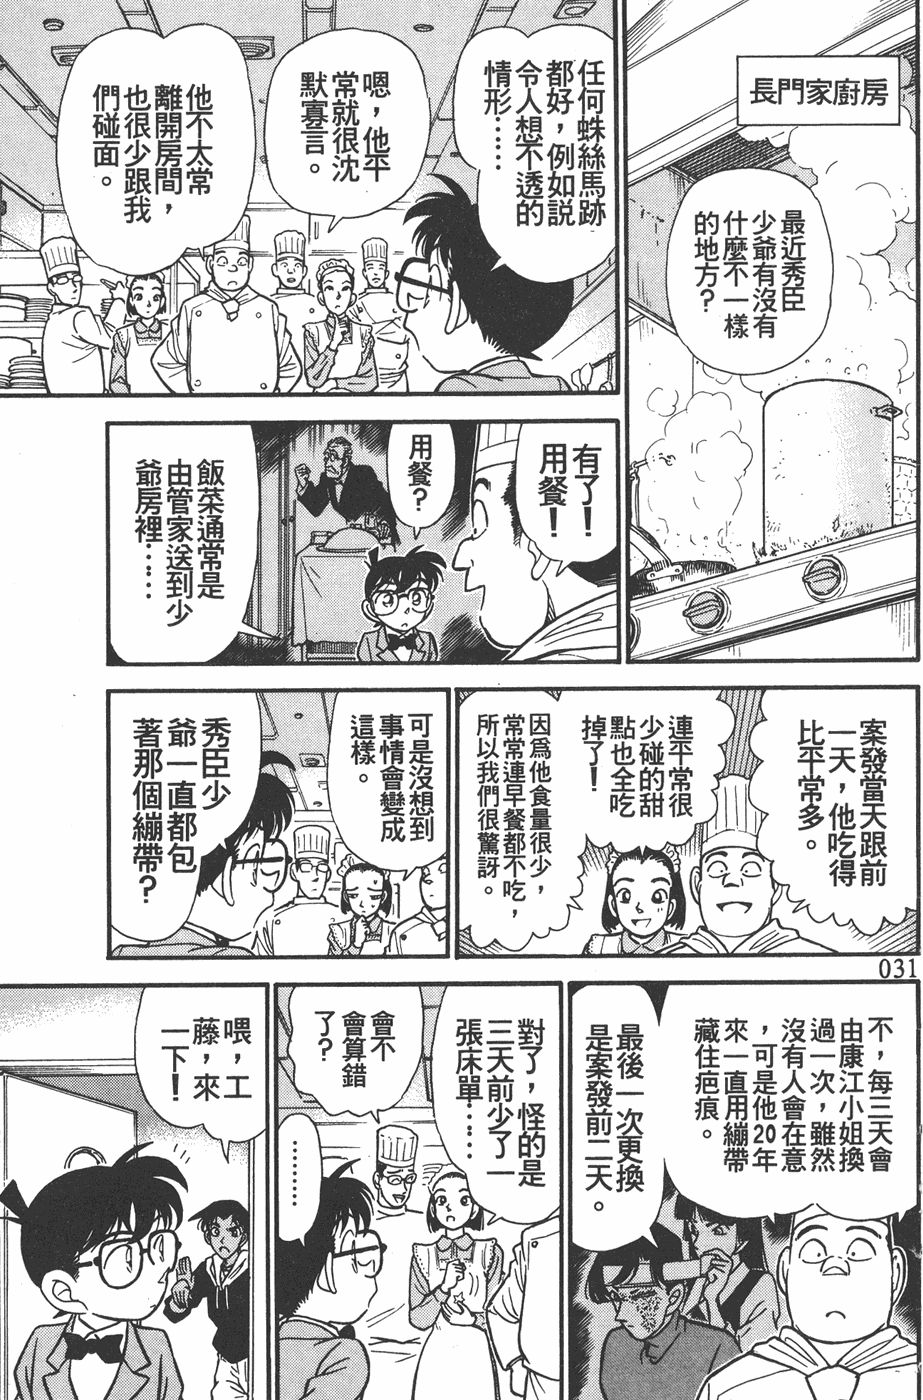 長門家廚房
最近秀臣
少爺有沒有
什麼不一樣
的地方？
任何蛛絲馬跡
都好，例如說
令人想不透的
情形……
嗯，他平
常就很沈
默寡言。
他不太常
離開房間，
也很少跟我
們碰面。
有了！
用餐！
用餐？
飯菜通常是
由管家送到少
爺房裡……
案發當天跟前
一天，他吃得
比平常多。
連平常很
少碰的甜
點也全吃
掉了！
因爲他食量很少，
常常連早餐都不吃，
所以我們很驚訝。
可是沒想到
事情會變成
這樣。
秀臣少
爺一直都包
著那個繃帶？
031
不，每三天會
由康江小姐換
過一次，雖然
沒有人會在意
，可是他20年
來一直用繃帶
藏住疤痕。
最後一次更換
是案發前二天。
對了，怪的是
三天前少了一
張床單……
會不
會算錯
了？
………
喂，工
藤，來
一下！